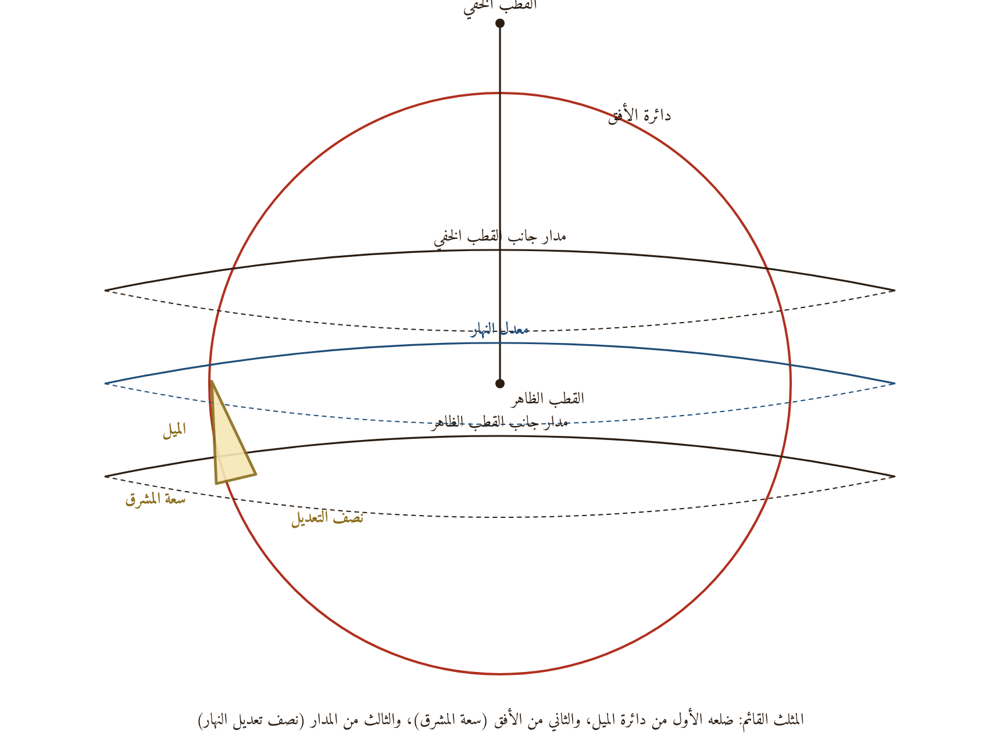 القطب الخفي
دائرة الأفق
مدار جانب القطب الخفي
معدل النهار
القطب الظاهر
مدار جانب القطب الظاهر
الميل
سعة المشرق
نصف التعديل
المثلث القائم: ضلعه الأول من دائرة الميل، والثاني من الأفق (سعة المشرق)، والثالث من المدار (نصف تعديل النهار)